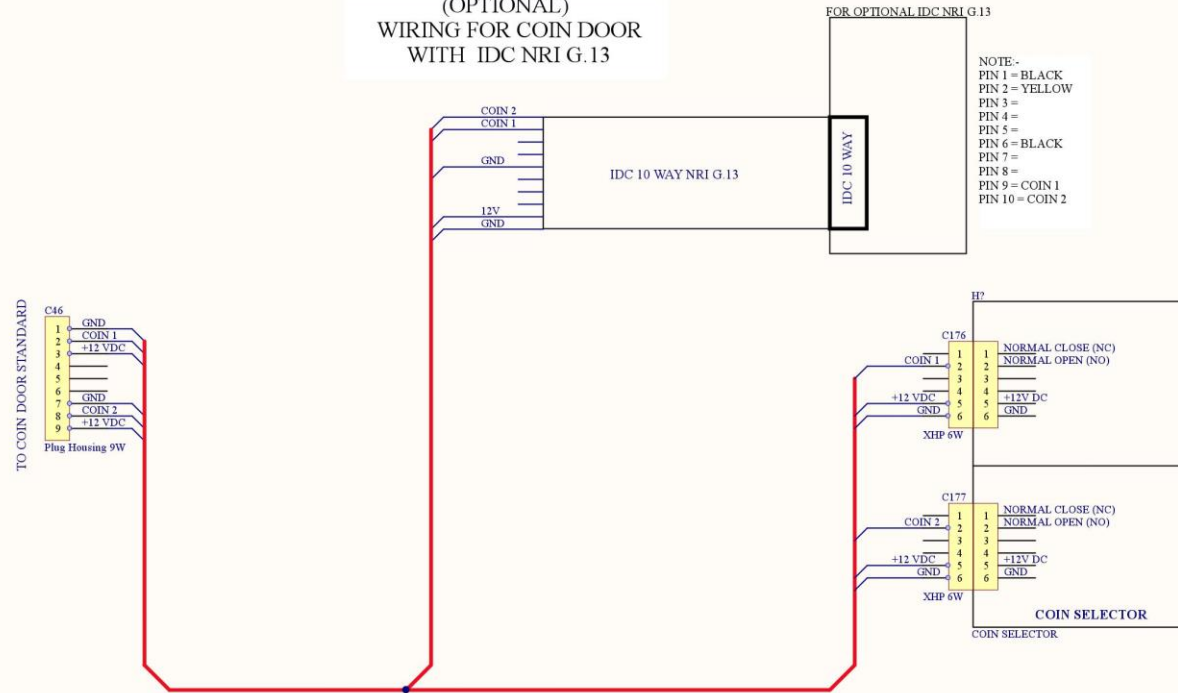 (OPTIONAL)
WIRING FOR COIN DOOR
WITH IDC NRI G.13
FOR OPTIONAL IDC NRI G.13
NOTE:-
PIN 1 = BLACK
PIN 2 = YELLOW
PIN 3 =
PIN 4 =
PIN 5 =
PIN 6 = BLACK
PIN 7 =
PIN 8 =
PIN 9 = COIN 1
PIN 10 = COIN 2
COIN 2
COIN 1
GND
12V
GND
IDC 10 WAY NRI G.13
IDC 10 WAY
TO COIN DOOR STANDARD
C46
1 GND
2 COIN 1
3 +12 VDC
4
5
6
7 GND
8 COIN 2
9 +12 VDC
Plug Housing 9W
H?
C176
1 1 NORMAL CLOSE (NC)
COIN 1 2 2 NORMAL OPEN (NO)
3 3
4 4
+12 VDC 5 5 +12V DC
GND 6 6 GND
XHP 6W
C177
1 1 NORMAL CLOSE (NC)
COIN 2 2 2 NORMAL OPEN (NO)
3 3
4 4
+12 VDC 5 5 +12V DC
GND 6 6 GND
XHP 6W
COIN SELECTOR
COIN SELECTOR